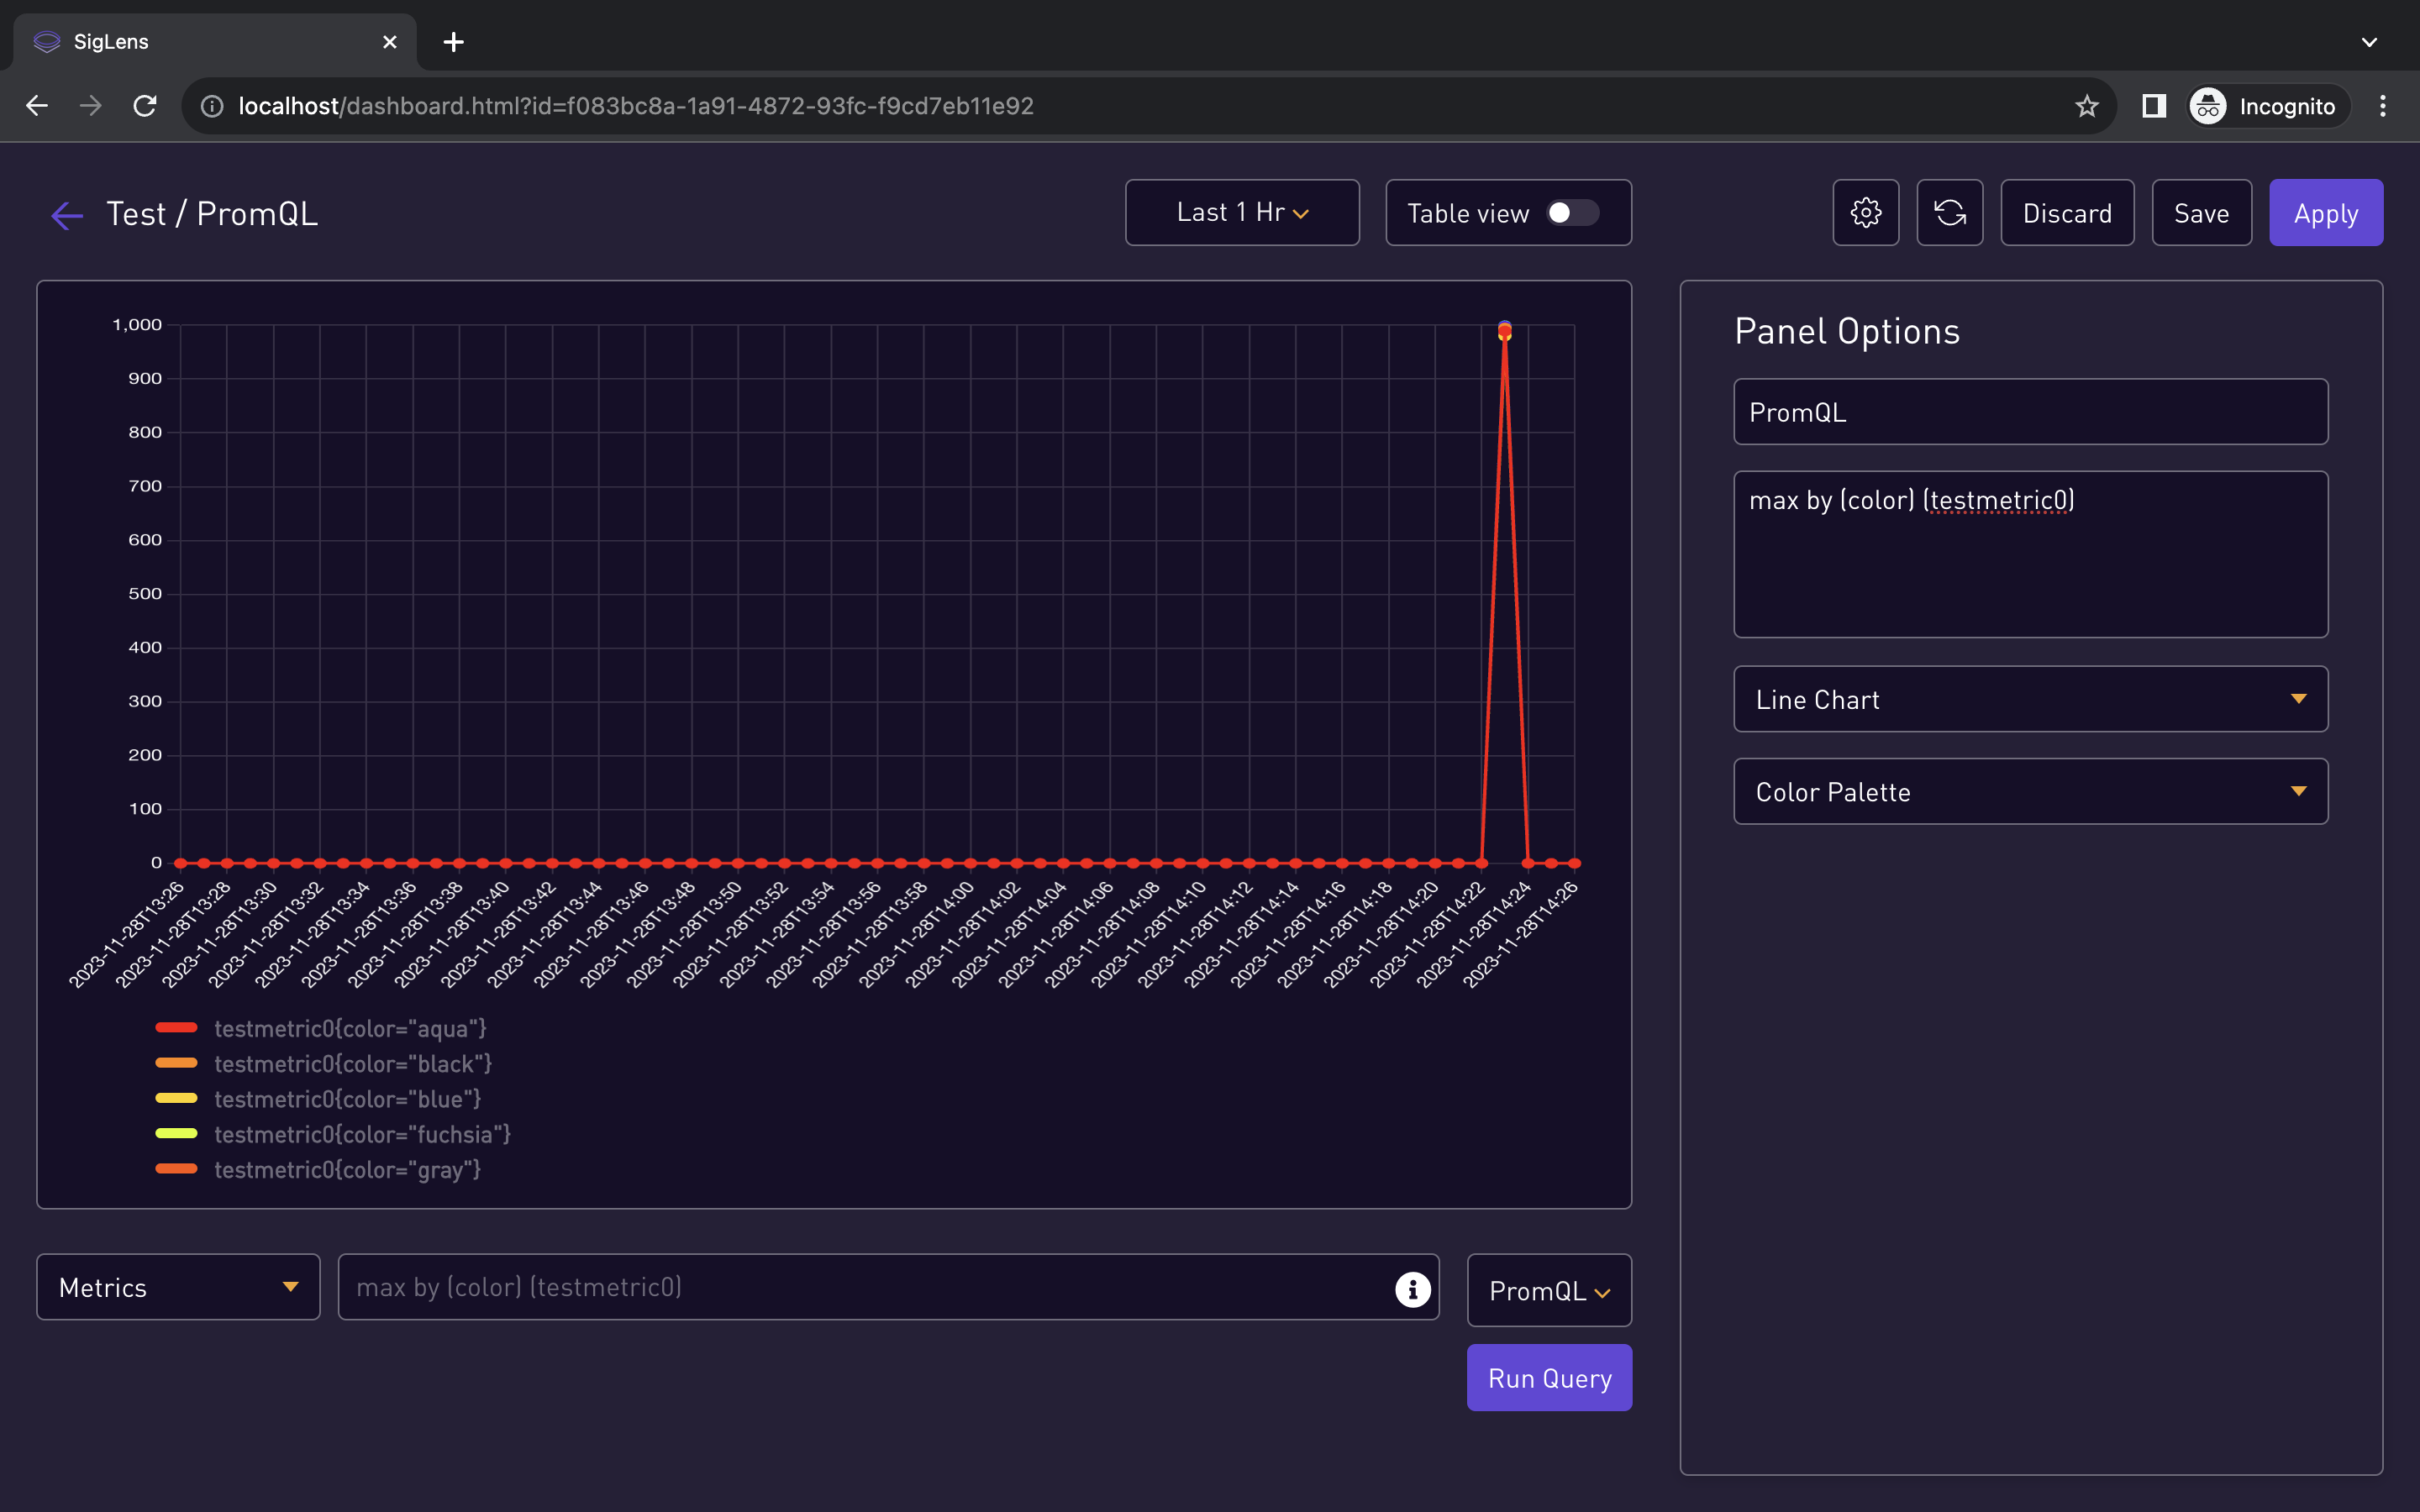 SigLens
localhost/dashboard.html?id=f083bc8a-1a91-4872-93fc-f9cd7eb11e92
Incognito
Test / PromQL
Last 1 Hr
Table view
Discard
Save
Apply
1,000
900
800
700
600
500
400
300
200
100
0
2023-11-28T13:26
2023-11-28T13:28
2023-11-28T13:30
2023-11-28T13:32
2023-11-28T13:34
2023-11-28T13:36
2023-11-28T13:38
2023-11-28T13:40
2023-11-28T13:42
2023-11-28T13:44
2023-11-28T13:46
2023-11-28T13:48
2023-11-28T13:50
2023-11-28T13:52
2023-11-28T13:54
2023-11-28T13:56
2023-11-28T13:58
2023-11-28T14:00
2023-11-28T14:02
2023-11-28T14:04
2023-11-28T14:06
2023-11-28T14:08
2023-11-28T14:10
2023-11-28T14:12
2023-11-28T14:14
2023-11-28T14:16
2023-11-28T14:18
2023-11-28T14:20
2023-11-28T14:22
2023-11-28T14:24
2023-11-28T14:26
testmetric0{color="aqua"}
testmetric0{color="black"}
testmetric0{color="blue"}
testmetric0{color="fuchsia"}
testmetric0{color="gray"}
Metrics
max by (color) (testmetric0)
PromQL
Run Query
Panel Options
PromQL
max by (color) (testmetric0)
Line Chart
Color Palette